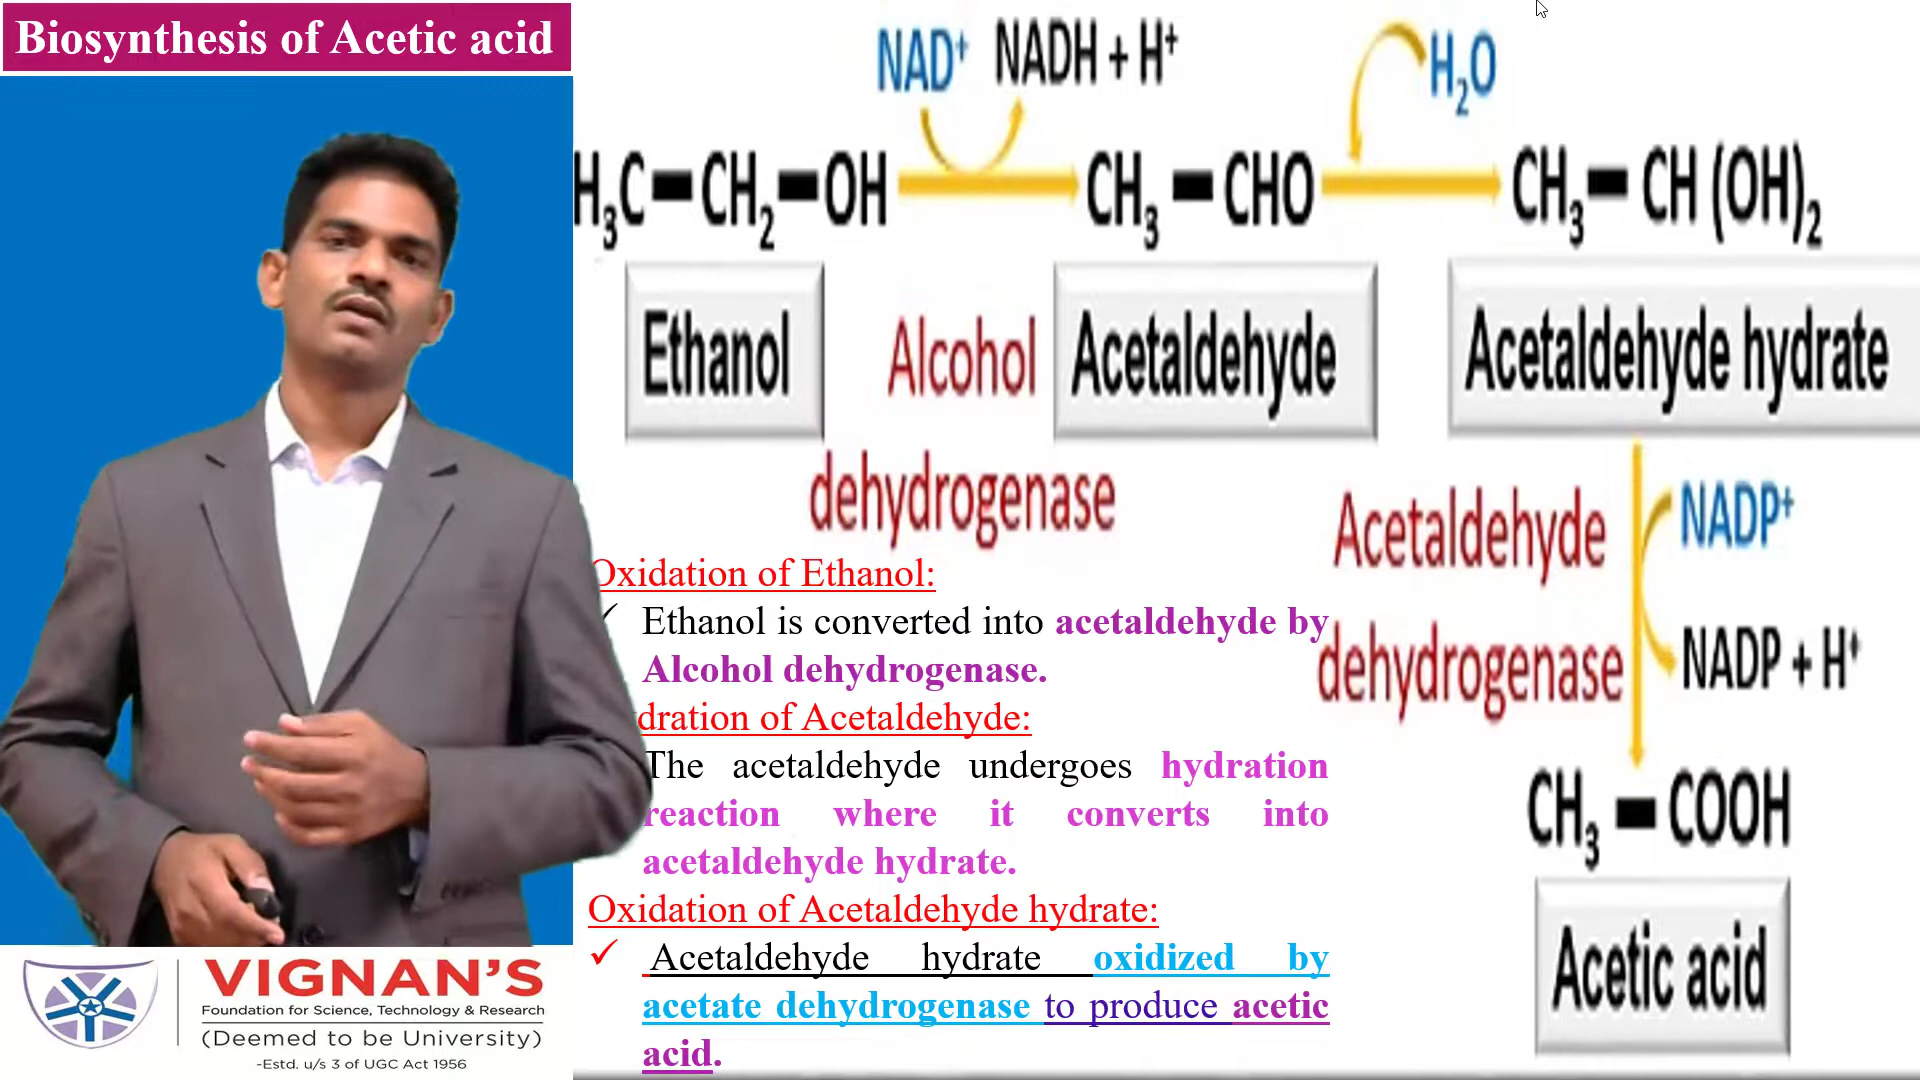 Biosynthesis of Acetic acid
NAD+ NADH + H+
H2O
H3C-CH2-OH CH3-CHO CH3-CH (OH)2
Ethanol Alcohol Acetaldehyde Acetaldehyde hydrate
dehydrogenase
Acetaldehyde NADP+
dehydrogenase NADP + H+
CH3-COOH
Acetic acid
Oxidation of Ethanol:
✓ Ethanol is converted into acetaldehyde by
Alcohol dehydrogenase.
dration of Acetaldehyde:
The acetaldehyde undergoes hydration
reaction where it converts into
acetaldehyde hydrate.
Oxidation of Acetaldehyde hydrate:
✓ Acetaldehyde hydrate oxidized by
acetate dehydrogenase to produce acetic
acid.
VIGNAN'S
Foundation for Science, Technology & Research
(Deemed to be University)
-Estd. u/s 3 of UGC Act 1956